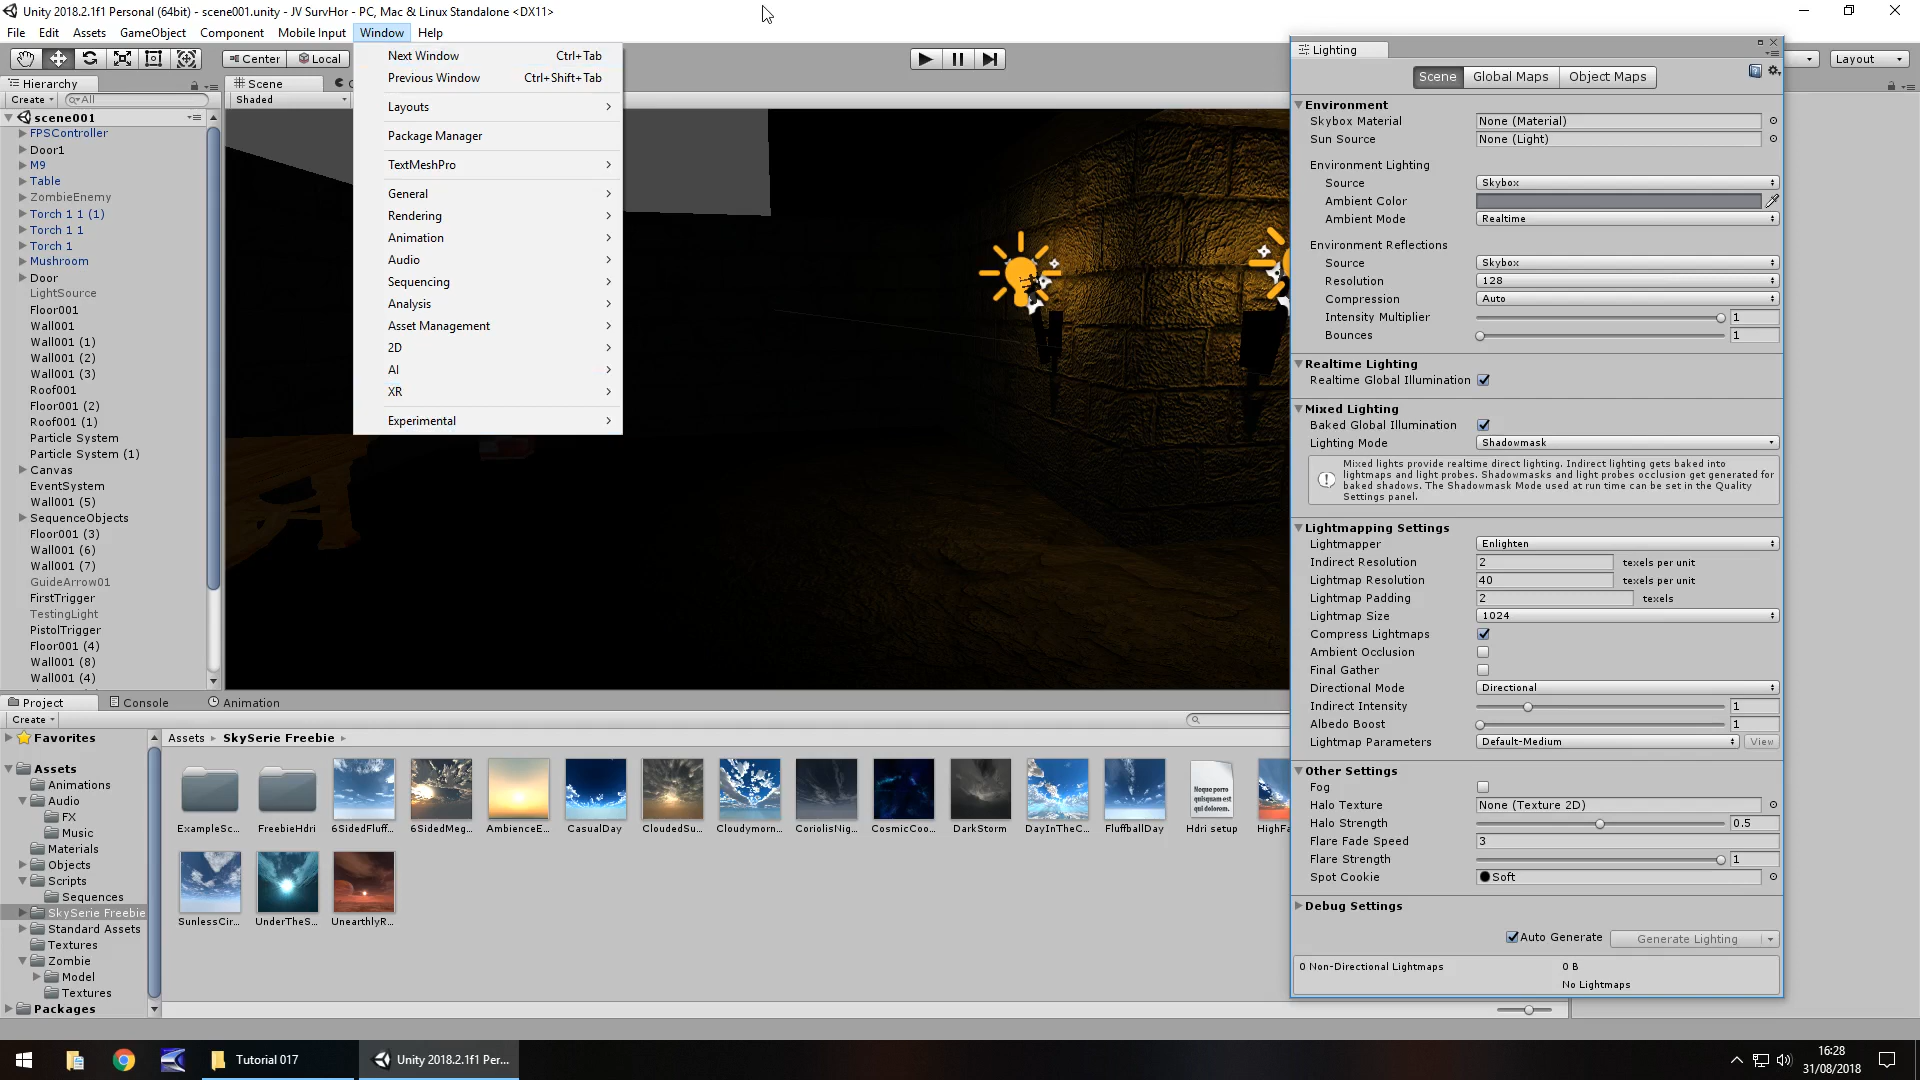 Unity 2018.2.1f1 Personal (64bit) - scene001.unity - JV SurvHor - PC, Mac & Linux Standalone <DX11>
File Edit Assets GameObject Component Mobile Input Window Help
Center Local Layout
Hierarchy
Create All
scene001
FPSController
Door1
M9
Table
ZombieEnemy
Torch 1 1 (1)
Torch 1 1
Torch 1
Mushroom
Door
LightSource
Floor001
Wall001
Wall001 (1)
Wall001 (2)
Wall001 (3)
Roof001
Floor001 (2)
Roof001 (1)
Particle System
Particle System (1)
Canvas
EventSystem
Wall001 (5)
SequenceObjects
Floor001 (3)
Wall001 (6)
Wall001 (7)
GuideArrow01
FirstTrigger
TestingLight
PistolTrigger
Floor001 (4)
Wall001 (8)
Wall001 (4)
Scene
Shaded
Next Window Ctrl+Tab
Previous Window Ctrl+Shift+Tab
Layouts
Package Manager
TextMeshPro
General
Rendering
Animation
Audio
Sequencing
Analysis
Asset Management
2D
AI
XR
Experimental
Lighting
Scene Global Maps Object Maps
Environment
Skybox Material None (Material)
Sun Source None (Light)
Environment Lighting
Source Skybox
Ambient Color
Ambient Mode Realtime
Environment Reflections
Source Skybox
Resolution 128
Compression Auto
Intensity Multiplier 1
Bounces 1
Realtime Lighting
Realtime Global Illumination
Mixed Lighting
Baked Global Illumination
Lighting Mode Shadowmask
Mixed lights provide realtime direct lighting. Indirect lighting gets baked into
lightmaps and light probes. Shadowmasks and light probes occlusion get generated for
baked shadows. The Shadowmask Mode used at run time can be set in the Quality
Settings panel.
Lightmapping Settings
Lightmapper Enlighten
Indirect Resolution 2 texels per unit
Lightmap Resolution 40 texels per unit
Lightmap Padding 2 texels
Lightmap Size 1024
Compress Lightmaps
Ambient Occlusion
Final Gather
Directional Mode Directional
Indirect Intensity 1
Albedo Boost 1
Lightmap Parameters Default-Medium View
Other Settings
Fog
Halo Texture None (Texture 2D)
Halo Strength 0.5
Flare Fade Speed 3
Flare Strength 1
Spot Cookie Soft
Debug Settings
Auto Generate Generate Lighting
0 Non-Directional Lightmaps 0 B
No Lightmaps
Project Console Animation
Create
Favorites
Assets
Animations
Audio
FX
Music
Materials
Objects
Scripts
Sequences
SkySerie Freebie
Standard Assets
Textures
Zombie
Model
Textures
Packages
Assets SkySerie Freebie
ExampleSc... FreebieHdri 6SidedFluff... 6SidedMeg... AmbienceE... CasualDay CloudedSu... Cloudymorn... CoriolisNig... CosmicCoo... DarkStorm DayInTheC... FluffballDay Hdri setup HighFa
SunlessCir... UnderTheS... UnearthlyR...
Neque porro
quisquam est
qui dolorem.
Tutorial 017 Unity 2018.2.1f1 Per...
16:28
31/08/2018